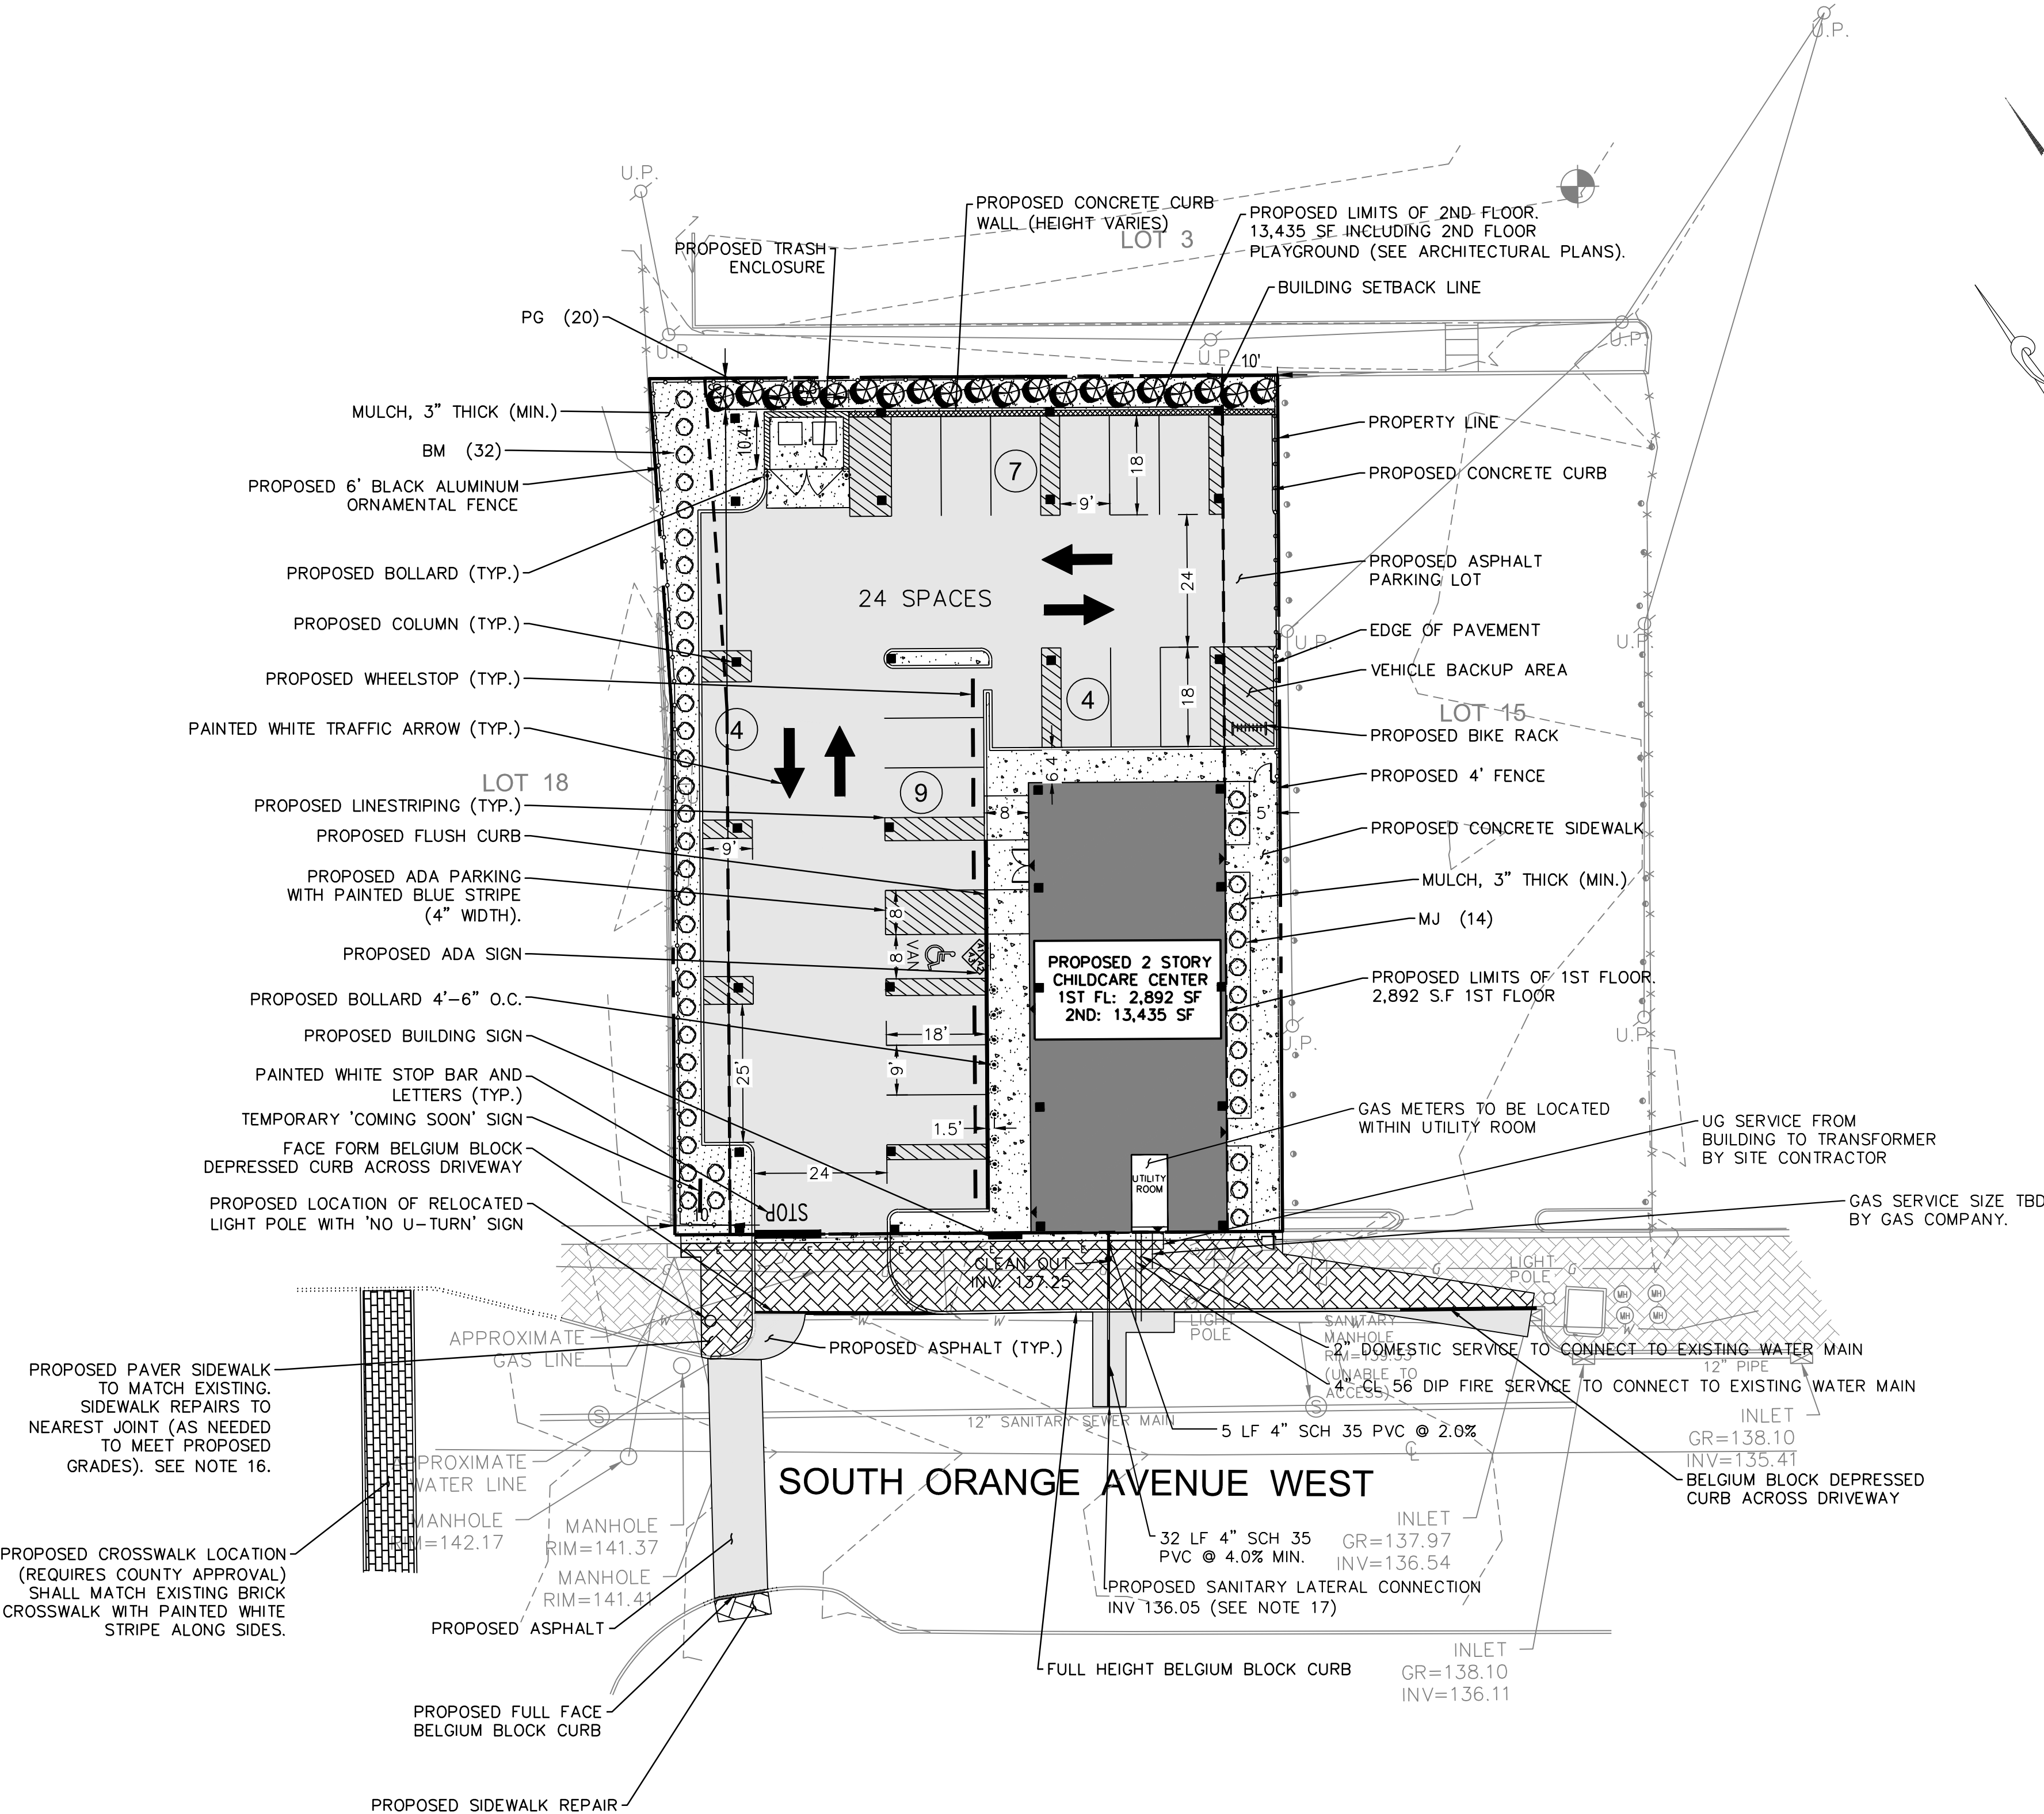 U.P.
U.P.
PROPOSED CONCRETE CURB
WALL (HEIGHT VARIES)
PROPOSED LIMITS OF 2ND FLOOR.
13,435 SF INCLUDING 2ND FLOOR
PLAYGROUND (SEE ARCHITECTURAL PLANS).
LOT 3
PROPOSED TRASH
ENCLOSURE
BUILDING SETBACK LINE
PG (20)
U.P.
U.P.
U.P.
10'
MULCH, 3" THICK (MIN.)
BM (32)
PROPOSED 6' BLACK ALUMINUM
ORNAMENTAL FENCE
PROPOSED BOLLARD (TYP.)
PROPOSED COLUMN (TYP.)
PROPOSED WHEELSTOP (TYP.)
PAINTED WHITE TRAFFIC ARROW (TYP.)
LOT 18
PROPOSED LINESTRIPING (TYP.)
PROPOSED FLUSH CURB
PROPOSED ADA PARKING
WITH PAINTED BLUE STRIPE
(4" WIDTH).
PROPOSED ADA SIGN
PROPOSED BOLLARD 4'-6" O.C.
PROPOSED BUILDING SIGN
PAINTED WHITE STOP BAR AND
LETTERS (TYP.)
TEMPORARY 'COMING SOON' SIGN
FACE FORM BELGIUM BLOCK
DEPRESSED CURB ACROSS DRIVEWAY
PROPOSED LOCATION OF RELOCATED
LIGHT POLE WITH 'NO U-TURN' SIGN
10.4'
7
18
9'
24
24 SPACES
18
4
4
9
6.4
8'
5'
9'
8
8
VAN
18'
9'
25'
1.5'
24
10'
STOP
PROPOSED 2 STORY
CHILDCARE CENTER
1ST FL: 2,892 SF
2ND: 13,435 SF
UTILITY
ROOM
PROPERTY LINE
PROPOSED CONCRETE CURB
PROPOSED ASPHALT
PARKING LOT
EDGE OF PAVEMENT
U.P.
U.P.
VEHICLE BACKUP AREA
LOT 15
PROPOSED BIKE RACK
PROPOSED 4' FENCE
PROPOSED CONCRETE SIDEWALK
MULCH, 3" THICK (MIN.)
MJ (14)
PROPOSED LIMITS OF 1ST FLOOR.
2,892 S.F 1ST FLOOR
U.P.
U.P.
GAS METERS TO BE LOCATED
WITHIN UTILITY ROOM
UG SERVICE FROM
BUILDING TO TRANSFORMER
BY SITE CONTRACTOR
GAS SERVICE SIZE TBD
BY GAS COMPANY.
E E E E E
CLEAN OUT
INV: 137.25
LIGHT
POLE
G G V
MH MH
MH MH
APPROXIMATE
GAS LINE
W W W W W
PROPOSED ASPHALT (TYP.)
LIGHT
POLE
SANITARY
MANHOLE
RIM=139.53
(UNABLE TO
ACCESS)
2" DOMESTIC SERVICE TO CONNECT TO EXISTING WATER MAIN
12" PIPE
4" CL 56 DIP FIRE SERVICE TO CONNECT TO EXISTING WATER MAIN
PROPOSED PAVER SIDEWALK
TO MATCH EXISTING.
SIDEWALK REPAIRS TO
NEAREST JOINT (AS NEEDED
TO MEET PROPOSED
GRADES). SEE NOTE 16.
S
S
12" SANITARY SEWER MAIN
5 LF 4" SCH 35 PVC @ 2.0%
INLET
GR=138.10
INV=135.41
APPROXIMATE
WATER LINE
SOUTH ORANGE AVENUE WEST
BELGIUM BLOCK DEPRESSED
CURB ACROSS DRIVEWAY
MANHOLE
RIM=142.17
MANHOLE
RIM=141.37
MANHOLE
RIM=141.41
32 LF 4" SCH 35
PVC @ 4.0% MIN.
INLET
GR=137.97
INV=136.54
PROPOSED CROSSWALK LOCATION
(REQUIRES COUNTY APPROVAL)
SHALL MATCH EXISTING BRICK
CROSSWALK WITH PAINTED WHITE
STRIPE ALONG SIDES.
PROPOSED SANITARY LATERAL CONNECTION
INV 136.05 (SEE NOTE 17)
PROPOSED ASPHALT
FULL HEIGHT BELGIUM BLOCK CURB
INLET
GR=138.10
INV=136.11
PROPOSED FULL FACE
BELGIUM BLOCK CURB
PROPOSED SIDEWALK REPAIR